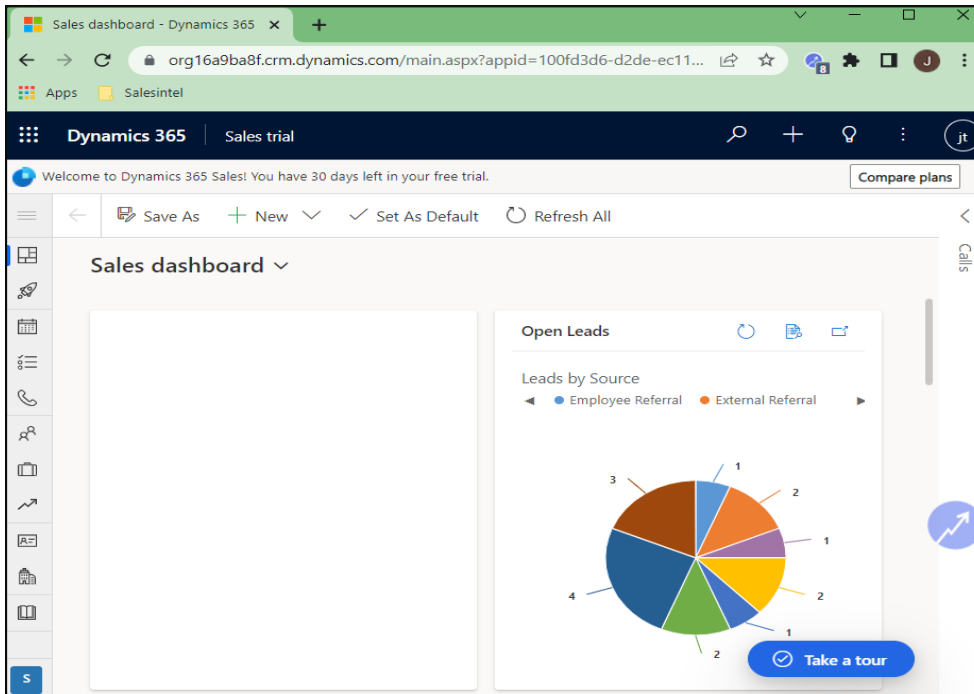 Sales dashboard - Dynamics 365
org16a9ba8f.crm.dynamics.com/main.aspx?appid=100fd3d6-d2de-ec11...
8
J
Apps Salesintel
Dynamics 365 Sales trial
jt
Welcome to Dynamics 365 Sales! You have 30 days left in your free trial.
Compare plans
Save As New Set As Default Refresh All
Calls
Sales dashboard
Open Leads
Leads by Source
Employee Referral External Referral
3
1
2
1
4
2
1
2
Take a tour
S